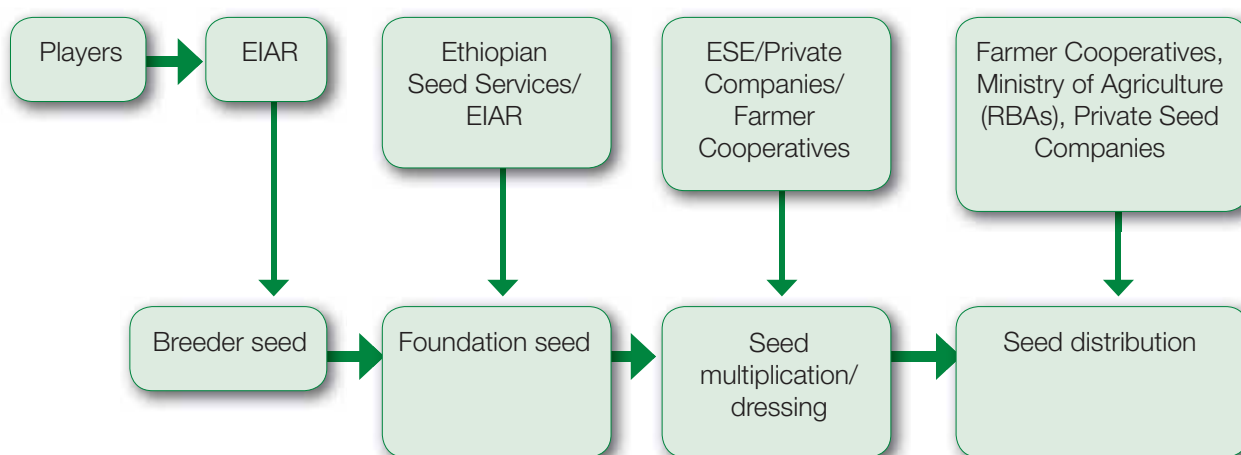 Players
EIAR
Ethiopian
Seed Services/
EIAR
ESE/Private
Companies/
Farmer
Cooperatives
Farmer Cooperatives,
Ministry of Agriculture
(RBAs), Private Seed
Companies
Breeder seed
Foundation seed
Seed
multiplication/
dressing
Seed distribution